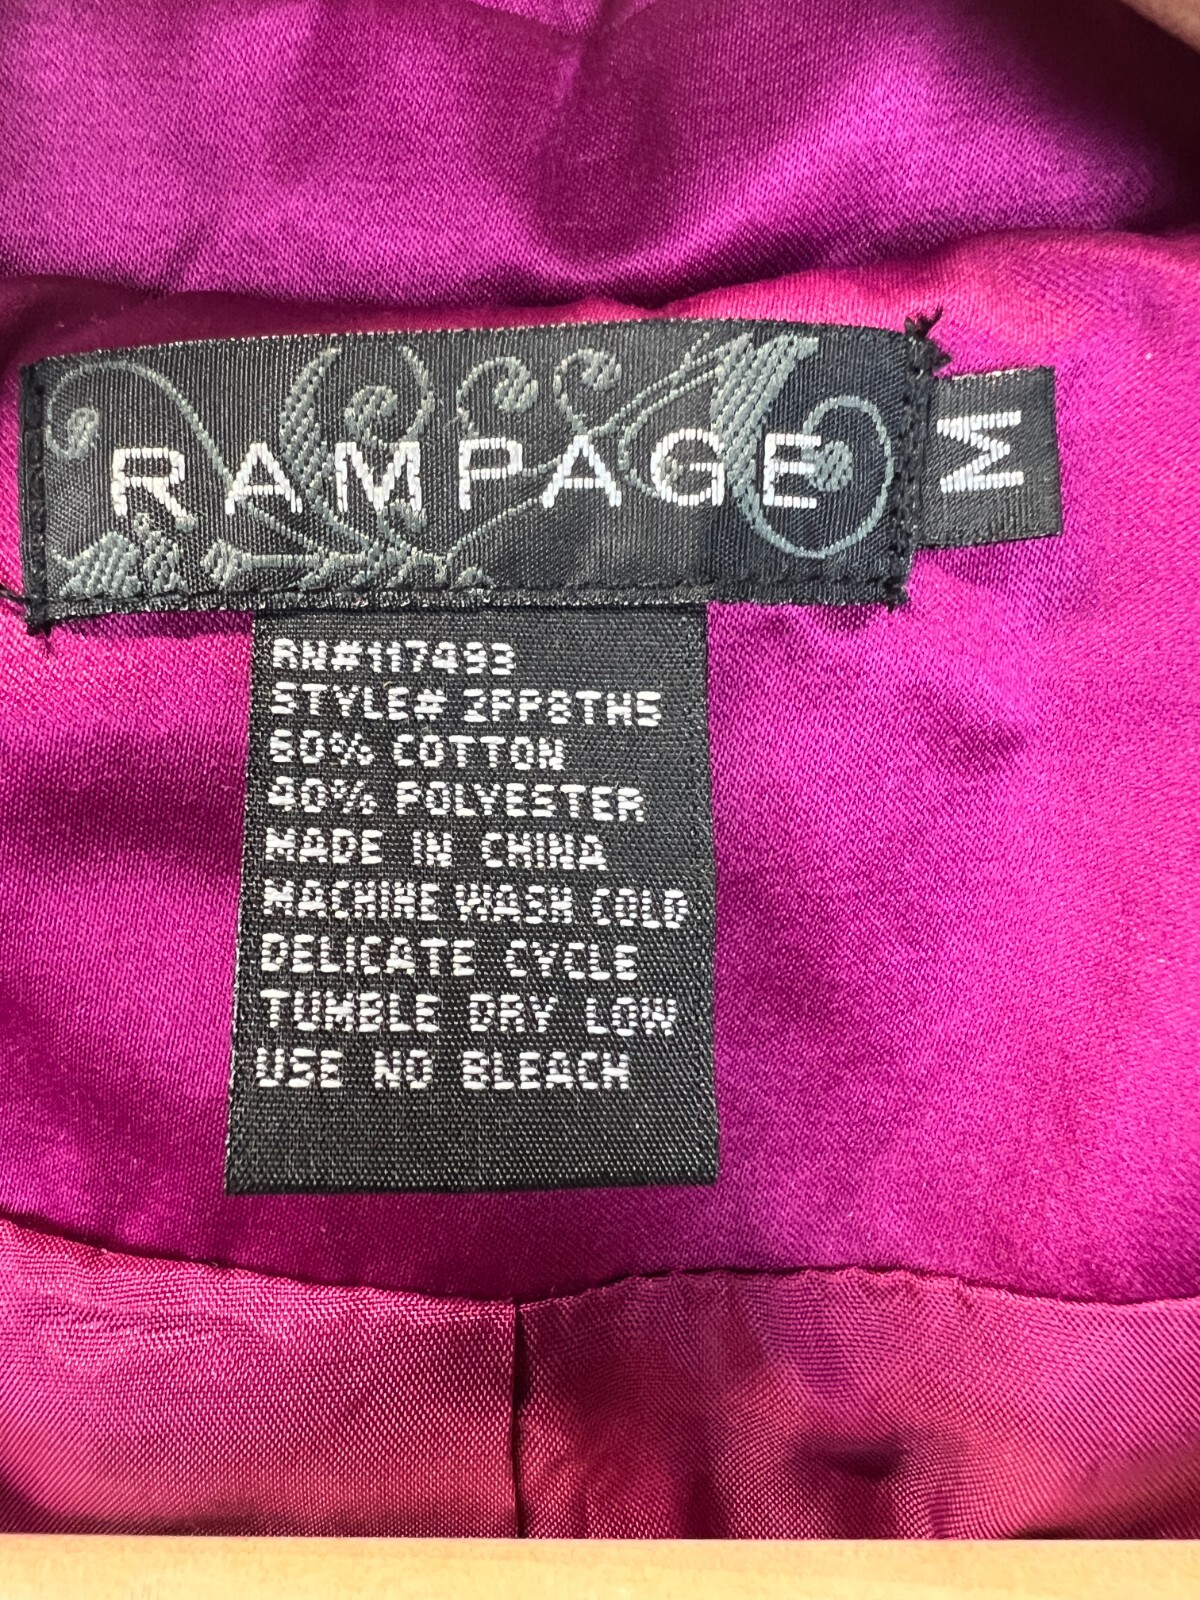 RAMPAGE
M
RN#117493
STYLE# 2PP8TH5
60% COTTON
40% POLYESTER
MADE IN CHINA
MACHINE WASH COLD
DELICATE CYCLE
TUMBLE DRY LOW
USE NO BLEACH